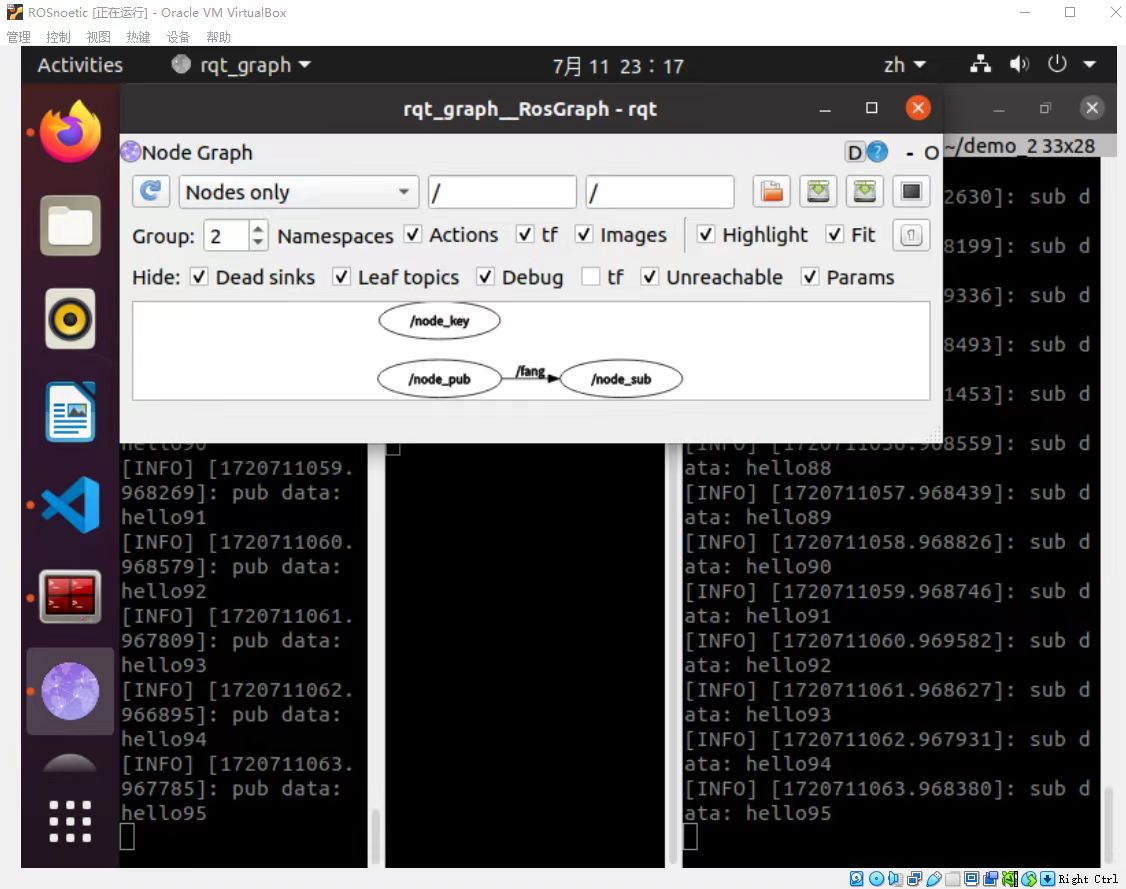 ROSnoetic [正在运行] - Oracle VM VirtualBox
管理 控制 视图 热键 设备 帮助
Activities rqt_graph 7月 11 23：17 zh
rqt_graph__RosGraph - rqt
~/demo_2 33x28
Node Graph D ? - O
Nodes only / /
Group: 2 Namespaces Actions tf Images Highlight Fit
Hide: Dead sinks Leaf topics Debug tf Unreachable Params
/node_key
/node_pub /fang /node_sub
2630]: sub d
8199]: sub d
9336]: sub d
8493]: sub d
1453]: sub d
[INFO] [1720711059.
968269]: pub data:
hello91
[INFO] [1720711060.
968579]: pub data:
hello92
[INFO] [1720711061.
967809]: pub data:
hello93
[INFO] [1720711062.
966895]: pub data:
hello94
[INFO] [1720711063.
967785]: pub data:
hello95
8559]: sub d
ata: hello88
[INFO] [1720711057.968439]: sub d
ata: hello89
[INFO] [1720711058.968826]: sub d
ata: hello90
[INFO] [1720711059.968746]: sub d
ata: hello91
[INFO] [1720711060.969582]: sub d
ata: hello92
[INFO] [1720711061.968627]: sub d
ata: hello93
[INFO] [1720711062.967931]: sub d
ata: hello94
[INFO] [1720711063.968380]: sub d
ata: hello95
Right Ctrl